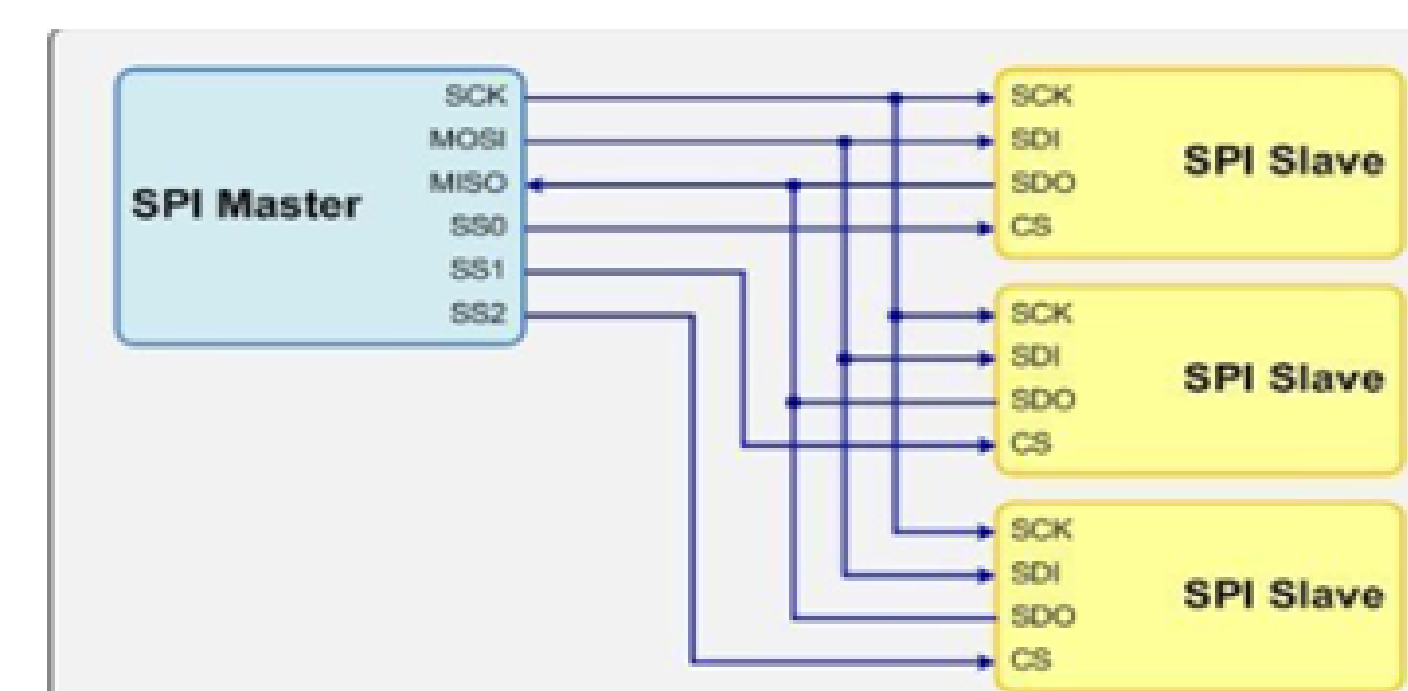 SPI Master
SCK
MOSI
MISO
SS0
SS1
SS2
SCK
SDI
SDO
CS
SPI Slave
SCK
SDI
SDO
CS
SPI Slave
SCK
SDI
SDO
CS
SPI Slave